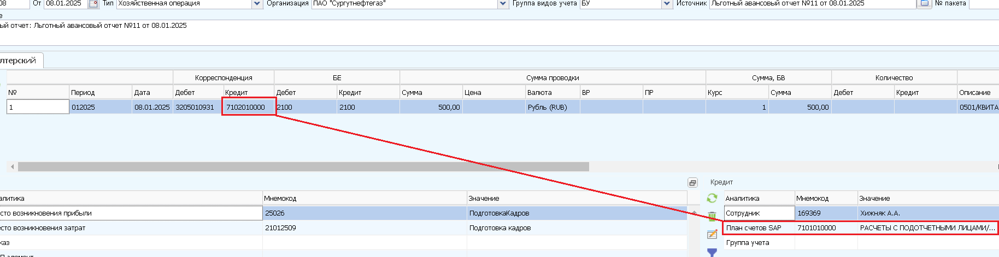 08 От 08.01.2025 Тип Хозяйственная операция Организация ПАО "Сургутнефтегаз" Группа видов учета БУ Источник Льготный авансовый отчет №11 от 08.01.2025 № пакета
е
ый отчет: Льготный авансовый отчет №11 от 08.01.2025
лтерский
Корреспонденция БЕ Сумма проводки Сумма, БВ Количество
№ Период Дата Дебет Кредит Дебет Кредит Сумма Цена Валюта ВР ПР Курс Сумма Дебет Кредит Описание
1 012025 08.01.2025 3205010931 7102010000 2100 2100 500,00 Рубль (RUB) 1 500,00 0501/КВИТА
Кредит
алитика Мнемокод Значение Аналитика Мнемокод Значение
сто возникновения прибыли 25026 ПодготовкаКадров Сотрудник 169369 Хижняк А.А.
есто возникновения затрат 21012509 Подготовка кадров План счетов SAP 7101010000 РАСЧЕТЫ С ПОДОТЧЕТНЫМИ ЛИЦАМИ/...
каз Группа учета
П элемент